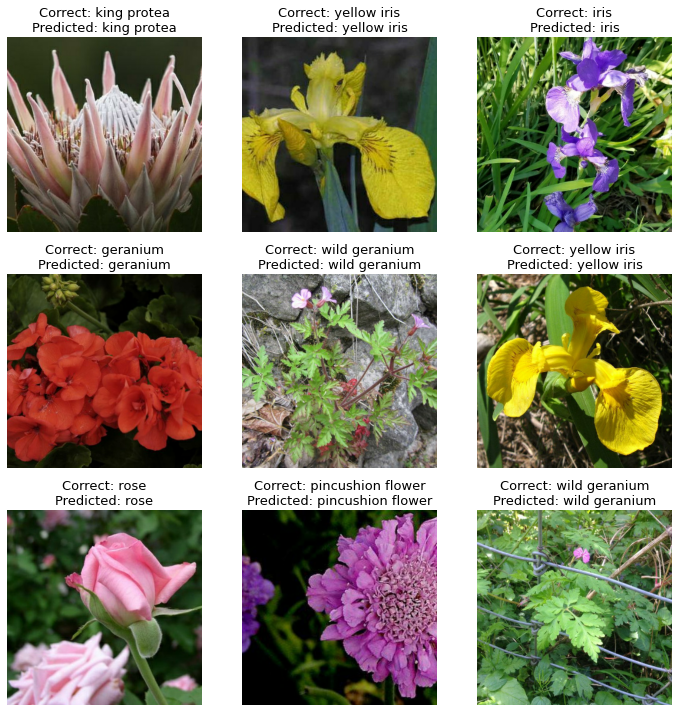 Correct: king protea
Predicted: king protea
Correct: yellow iris
Predicted: yellow iris
Correct: iris
Predicted: iris
Correct: geranium
Predicted: geranium
Correct: wild geranium
Predicted: wild geranium
Correct: yellow iris
Predicted: yellow iris
Correct: rose
Predicted: rose
Correct: pincushion flower
Predicted: pincushion flower
Correct: wild geranium
Predicted: wild geranium